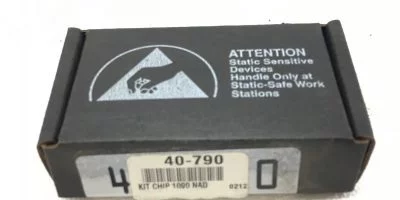 ATTENTION
Static Sensitive
Devices
Handle Only at
Static-Safe Work
Stations
4
0
40-790
KIT CHIP 1000 NAD
0212